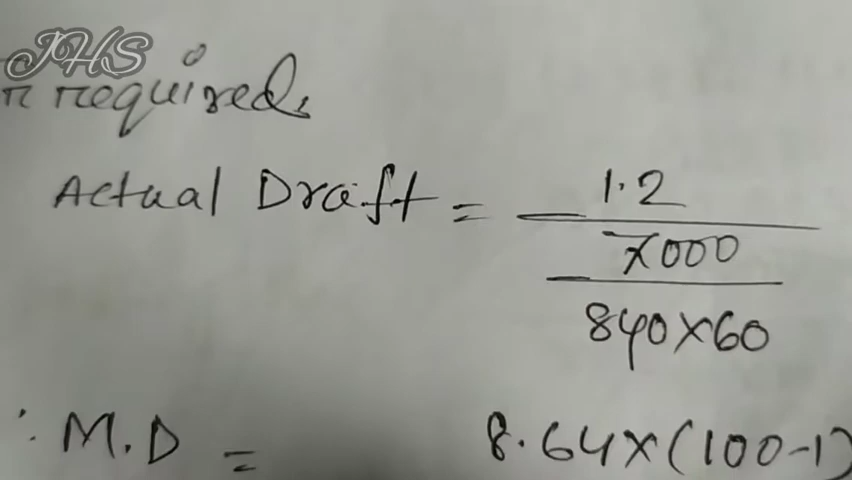 JHS
required,
Actual Draft = 1.2
7000
840×60
∴ M.D = 8.64×(100-1)